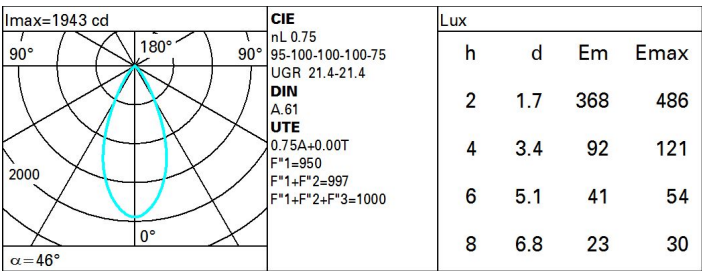 Imax=1943 cd
90° 180° 90°
2000
0°
α=46°
CIE
nL 0.75
95-100-100-100-75
UGR 21.4-21.4
DIN
A.61
UTE
0.75A+0.00T
F"1=950
F"1+F"2=997
F"1+F"2+F"3=1000
Lux
h d Em Emax
2 1.7 368 486
4 3.4 92 121
6 5.1 41 54
8 6.8 23 30